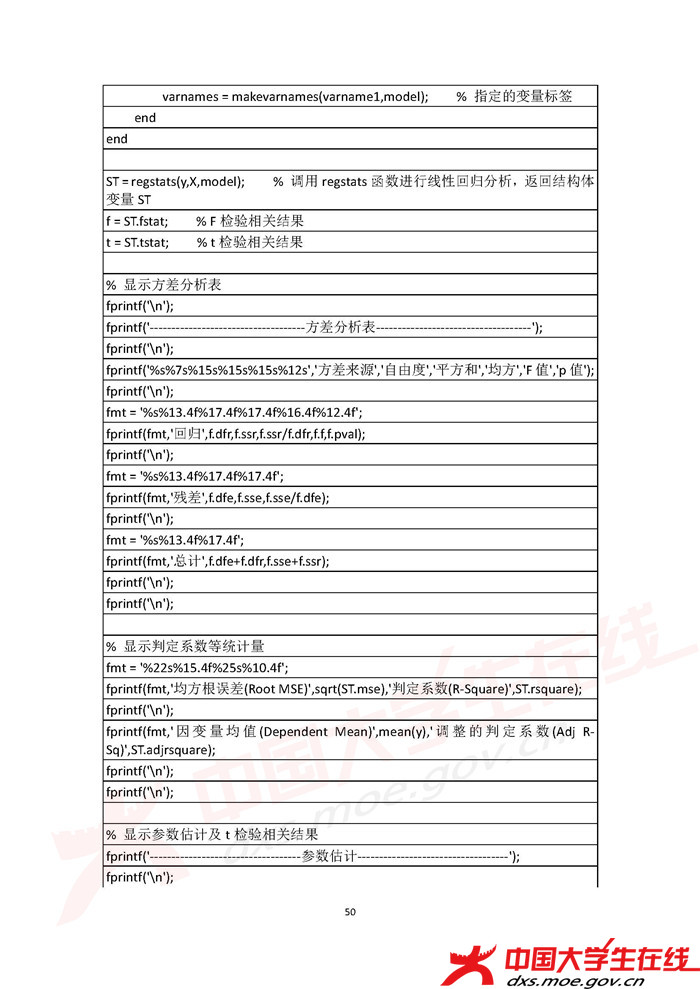 varnames = makevarnames(varname1,model);      % 指定的变量标签
end
end
ST = regstats(y,X,model);      % 调用 regstats 函数进行线性回归分析，返回结构体
变量 ST
f = ST.fstat;      % F 检验相关结果
t = ST.tstat;      % t 检验相关结果
% 显示方差分析表
fprintf('\n');
fprintf('------------------------------------方差分析表------------------------------------');
fprintf('\n');
fprintf('%s%7s%15s%15s%15s%12s','方差来源','自由度','平方和','均方','F 值','p 值');
fprintf('\n');
fmt = '%s%13.4f%17.4f%17.4f%16.4f%12.4f';
fprintf(fmt,'回归',f.dfr,f.ssr,f.ssr/f.dfr,f.f,f.pval);
fprintf('\n');
fmt = '%s%13.4f%17.4f%17.4f';
fprintf(fmt,'残差',f.dfe,f.sse,f.sse/f.dfe);
fprintf('\n');
fmt = '%s%13.4f%17.4f';
fprintf(fmt,'总计',f.dfe+f.dfr,f.sse+f.ssr);
fprintf('\n');
fprintf('\n');
% 显示判定系数等统计量
fmt = '%22s%15.4f%25s%10.4f';
fprintf(fmt,'均方根误差(Root MSE)',sqrt(ST.mse),'判定系数(R-Square)',ST.rsquare);
fprintf('\n');
fprintf(fmt,'因变量均值(Dependent Mean)',mean(y),'调整的判定系数(Adj R-
Sq)',ST.adjrsquare);
fprintf('\n');
fprintf('\n');
% 显示参数估计及 t 检验相关结果
fprintf('-----------------------------------参数估计-----------------------------------');
fprintf('\n');
50
中国大学生在线
dxs.moe.gov.cn
中国大学生在线
dxs.moe.gov.cn